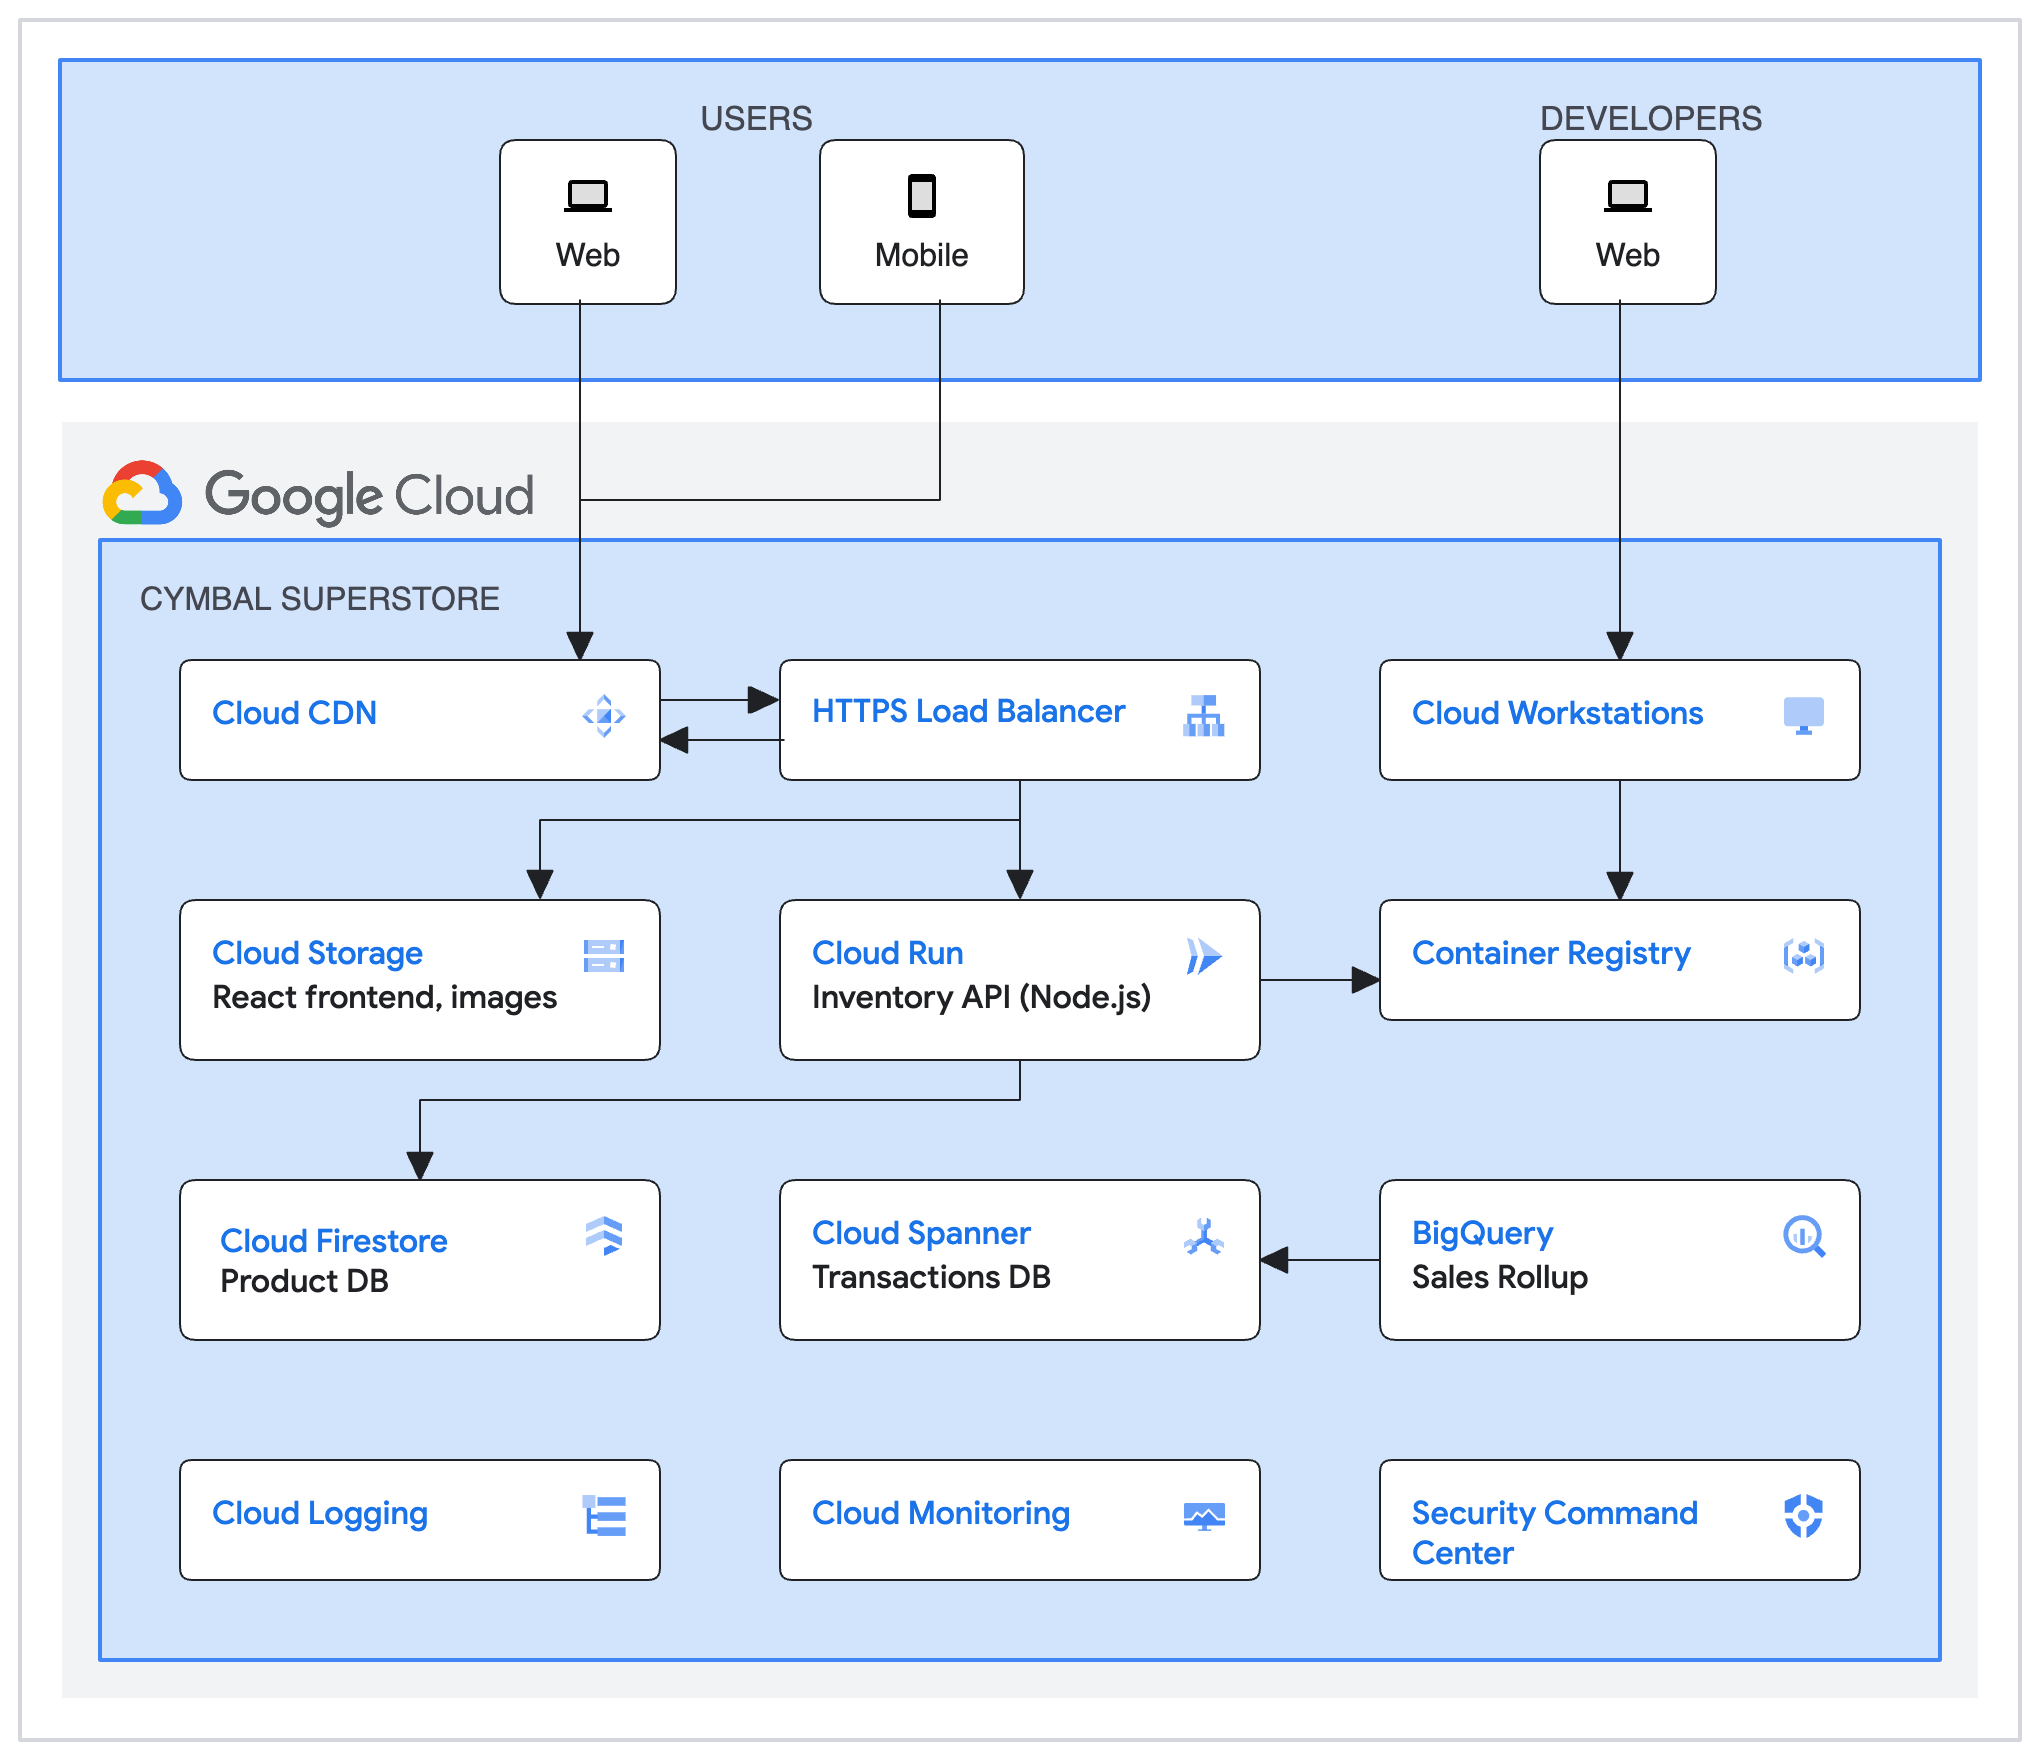 USERS
DEVELOPERS
Web
Mobile
Web
Google Cloud
CYMBAL SUPERSTORE
Cloud CDN
HTTPS Load Balancer
Cloud Workstations
Cloud Storage
React frontend, images
Cloud Run
Inventory API (Node.js)
Container Registry
Cloud Firestore
Product DB
Cloud Spanner
Transactions DB
BigQuery
Sales Rollup
Cloud Logging
Cloud Monitoring
Security Command
Center